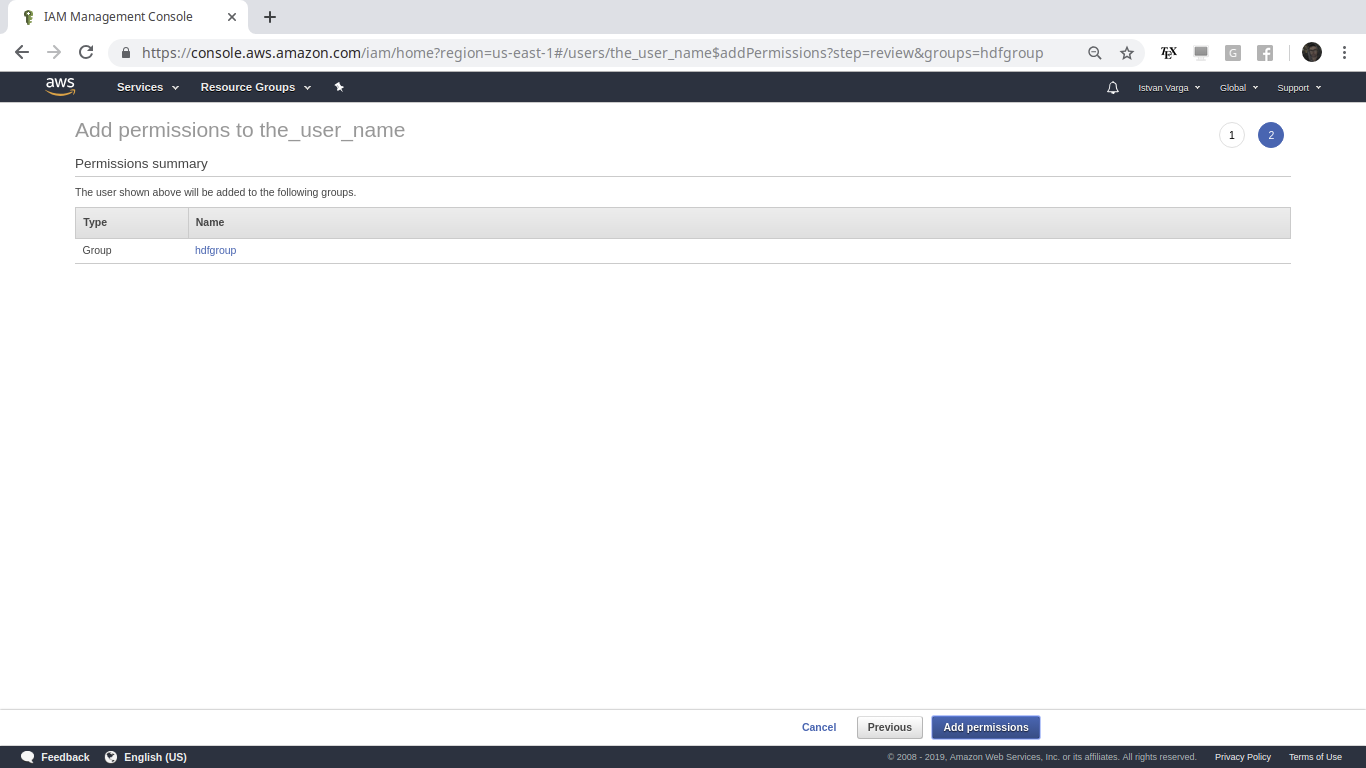 IAM Management Console
https://console.aws.amazon.com/iam/home?region=us-east-1#/users/the_user_name$addPermissions?step=review&groups=hdfgroup
TEX
G
aws
Services
Resource Groups
Istvan Varga
Global
Support
Add permissions to the_user_name
1
2
Permissions summary
The user shown above will be added to the following groups.
Type Name
Group hdfgroup
Cancel
Previous
Add permissions
Feedback
English (US)
© 2008 - 2019, Amazon Web Services, Inc. or its affiliates. All rights reserved.
Privacy Policy
Terms of Use